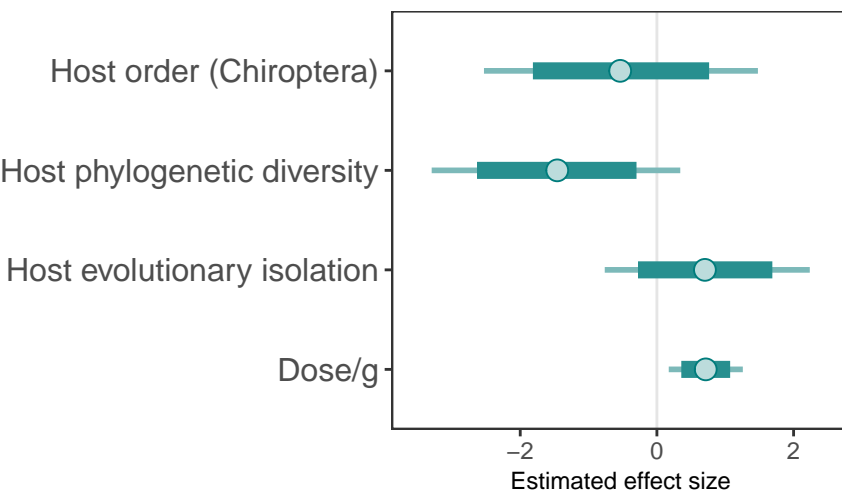 Host order (Chiroptera)
Host phylogenetic diversity
Host evolutionary isolation
Dose/g
−2 0 2
Estimated effect size